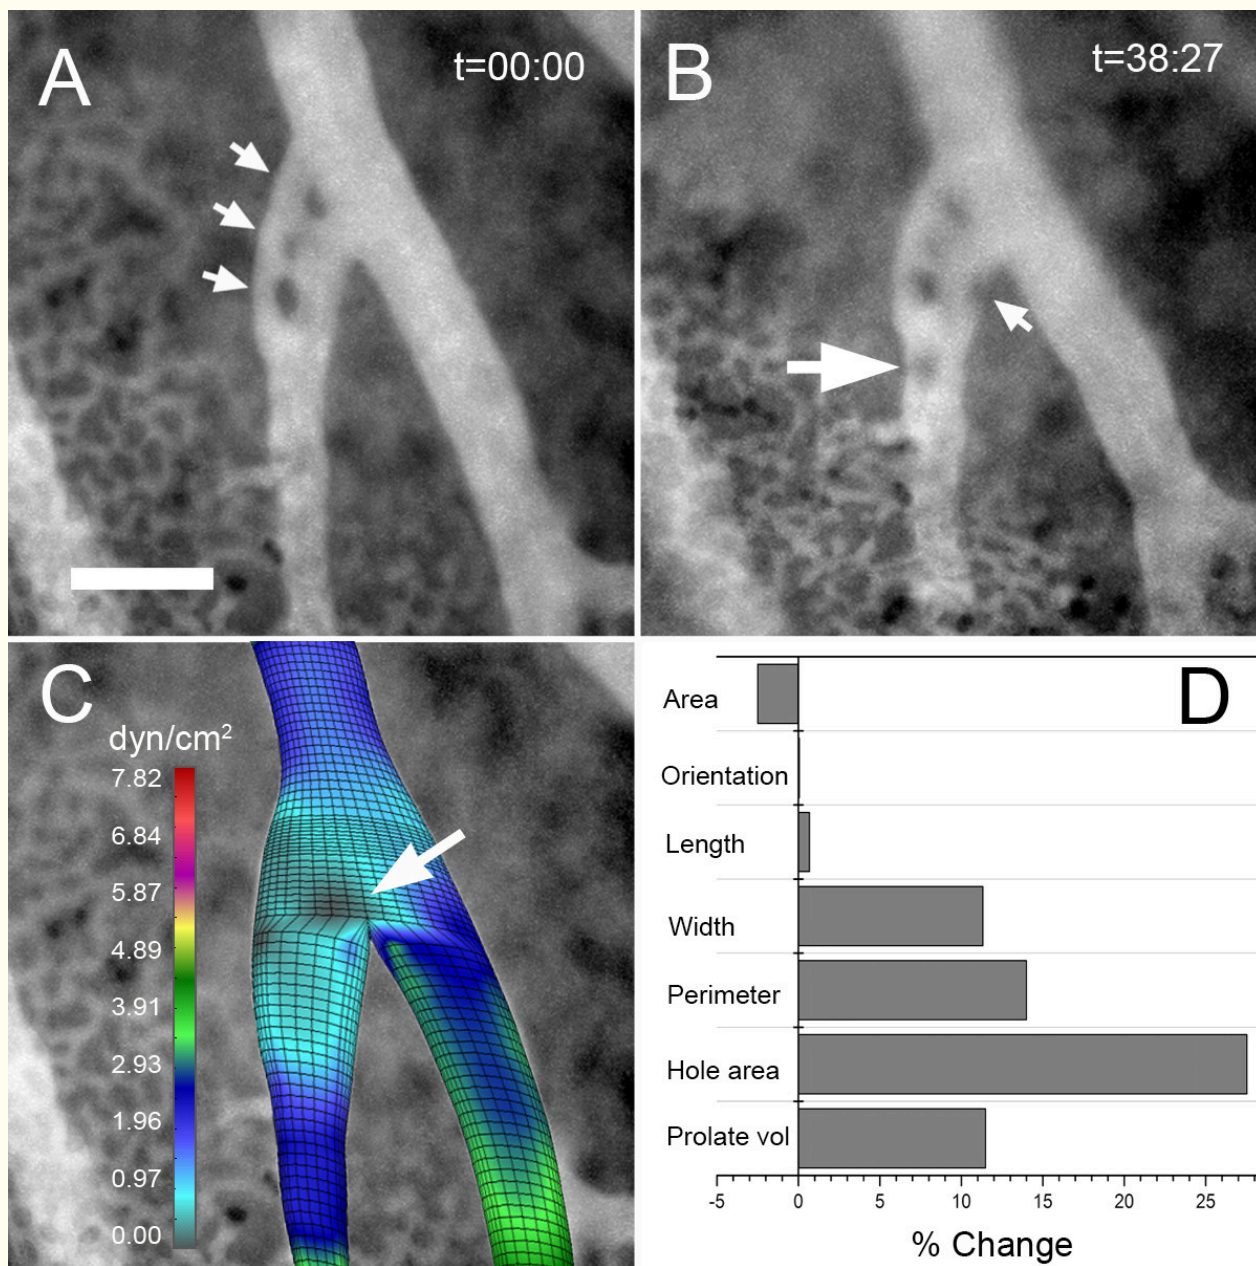 A
t=00:00
B
t=38:27
C
dyn/cm²
7.82
6.84
5.87
4.89
3.91
2.93
1.96
0.97
0.00
D
Area
Orientation
Length
Width
Perimeter
Hole area
Prolate vol
-5 0 5 10 15 20 25
% Change